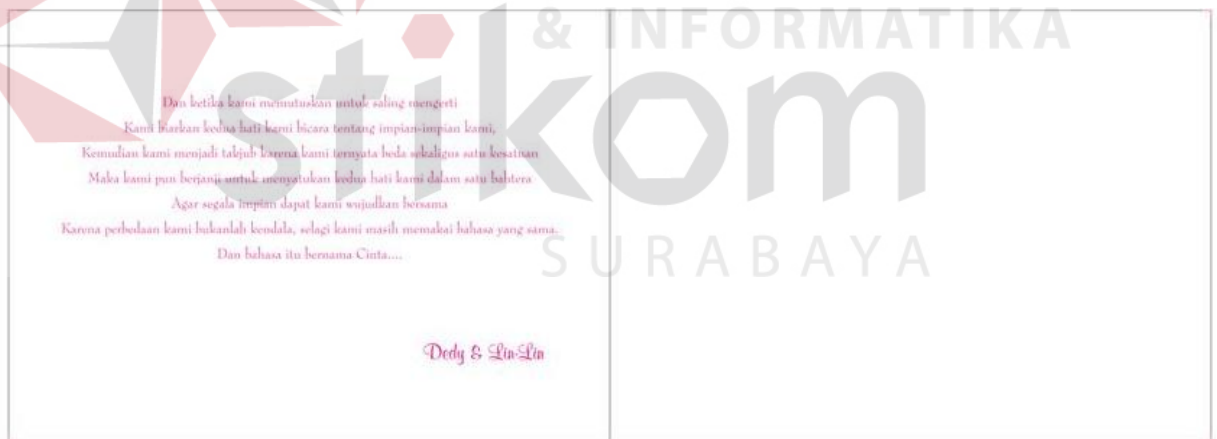 & INFORMATIKA
stikom
SURABAYA
Dan ketika kami memutuskan untuk saling mengerti
Kami biarkan kedua hati kami bicara tentang impian-impian kami,
Kemudian kami menjadi takjub karena kami ternyata beda sekaligus satu kesatuan
Maka kami pun berjanji untuk menyatukan kedua hati kami dalam satu bahtera
Agar segala impian dapat kami wujudkan bersama
Karena perbedaan kami bukanlah kendala, selagi kami masih memakai bahasa yang sama.
Dan bahasa itu bernama Cinta....
Dedy & Lin-Lin